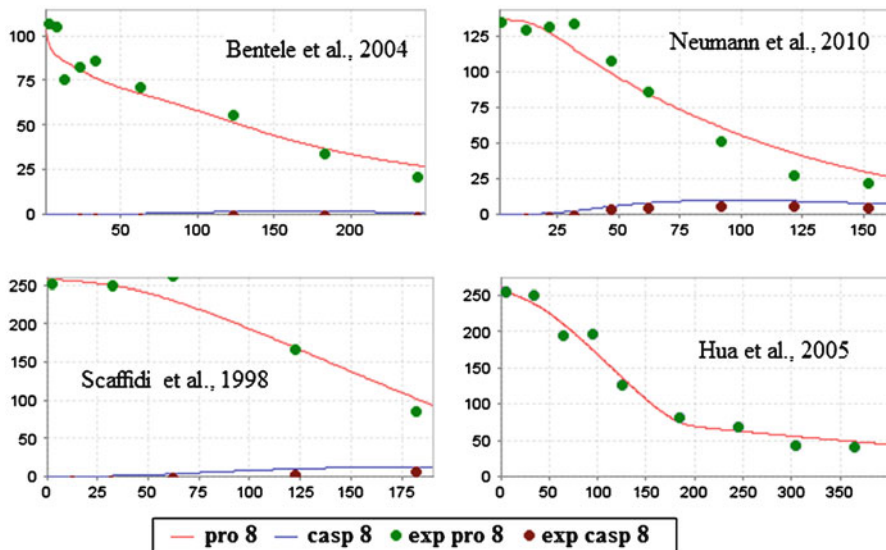 100
75
50
25
0
Bentele et al., 2004
50 100 150 200
125
100
75
50
25
0
Neumann et al., 2010
25 50 75 100 125 150
250
200
150
100
50
0
Scaffidi et al., 1998
0 25 50 75 100 125 150 175
250
200
150
100
50
0
Hua et al., 2005
0 50 100 150 200 250 300 350
pro 8 casp 8 exp pro 8 exp casp 8